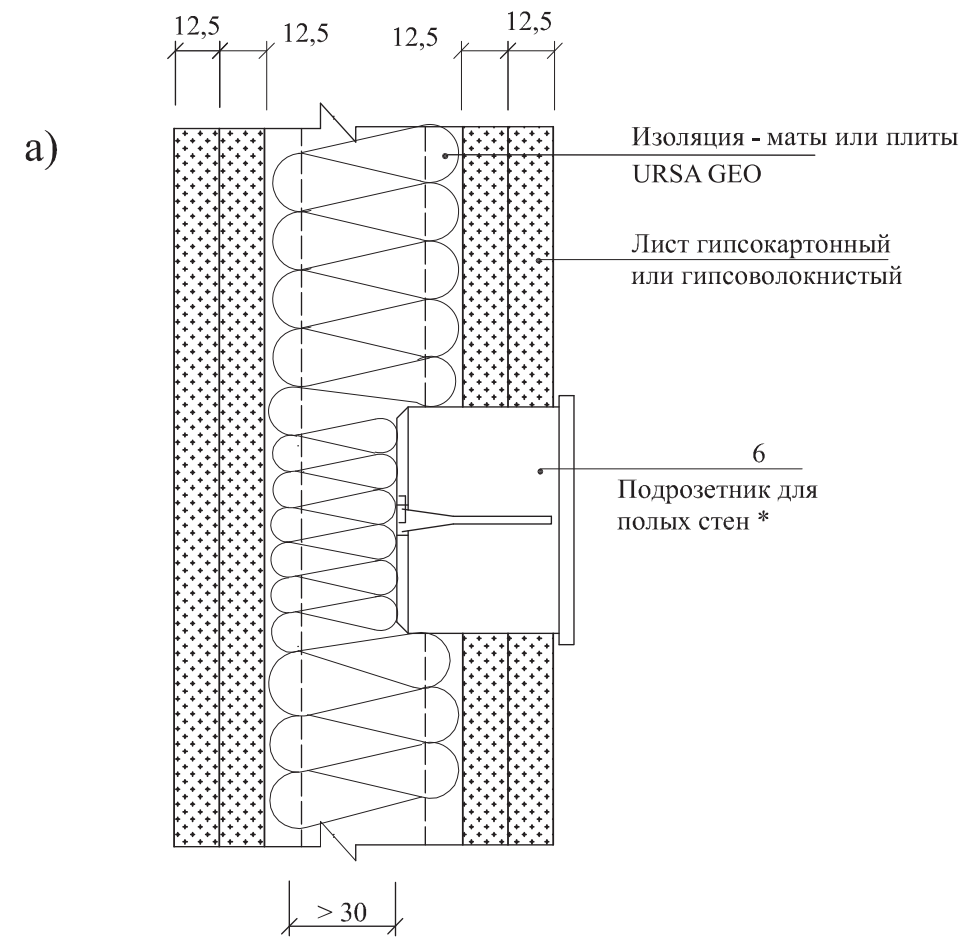 12,5 12,5 12,5 12,5
а)
Изоляция - маты или плиты
URSA GEO
Лист гипсокартонный
или гипсоволокнистый
6
Подрозетник для
полых стен *
> 30